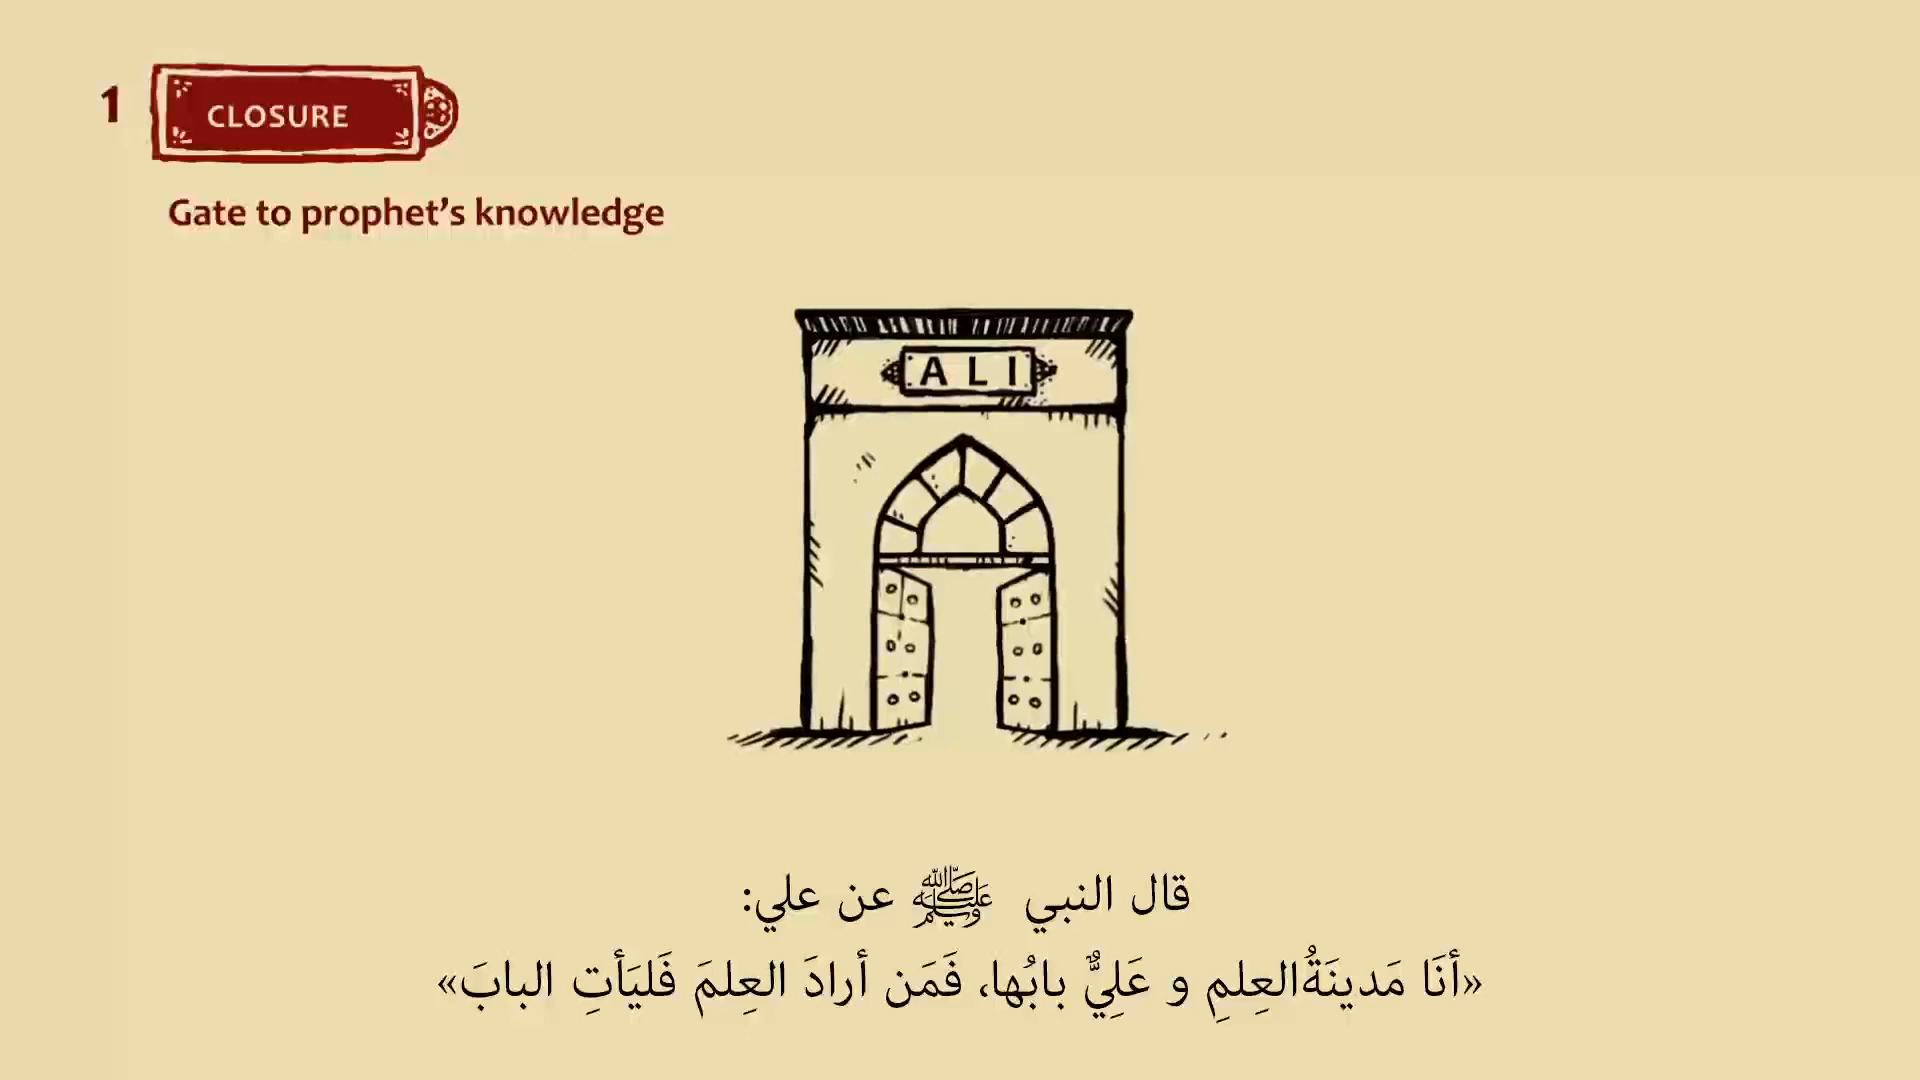 1
CLOSURE
Gate to prophet’s knowledge
ALI
قال النبي ﷺ عن علي:
«أنَا مَدينَةُالعِلمِ و عَلِيٌّ بابُها، فَمَن أرادَ العِلمَ فَليَأتِ البابَ»